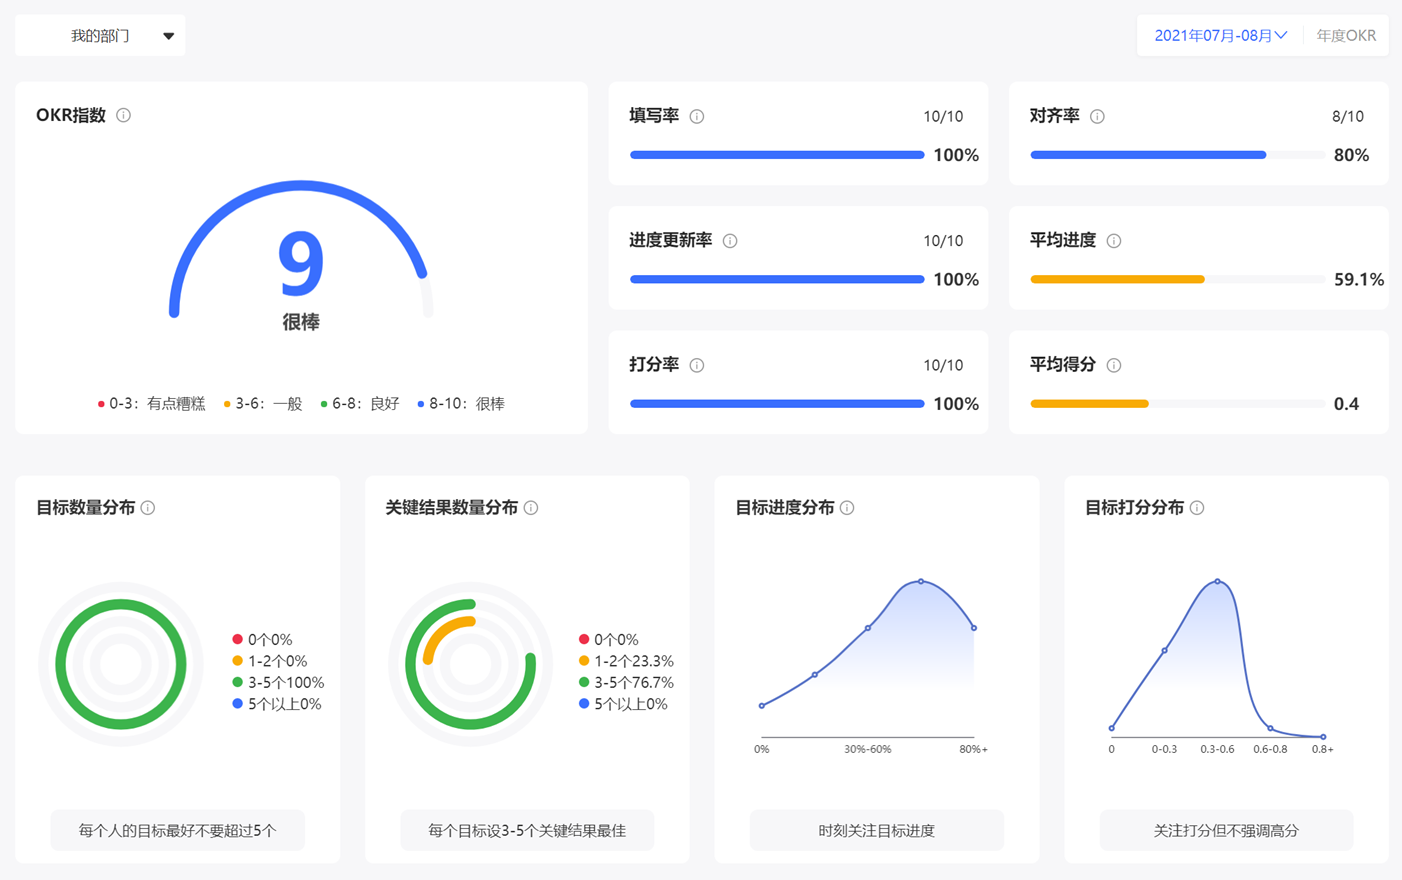 我的部门
2021年07月-08月
年度OKR
OKR指数
9
很棒
0-3：有点糟糕
3-6：一般
6-8：良好
8-10：很棒
填写率
10/10
100%
对齐率
8/10
80%
进度更新率
10/10
100%
平均进度
59.1%
打分率
10/10
100%
平均得分
0.4
目标数量分布
0个0%
1-2个0%
3-5个100%
5个以上0%
每个人的目标最好不要超过5个
关键结果数量分布
0个0%
1-2个23.3%
3-5个76.7%
5个以上0%
每个目标设3-5个关键结果最佳
目标进度分布
0%
30%-60%
80%+
时刻关注目标进度
目标打分分布
0
0-0.3
0.3-0.6
0.6-0.8
0.8+
关注打分但不强调高分